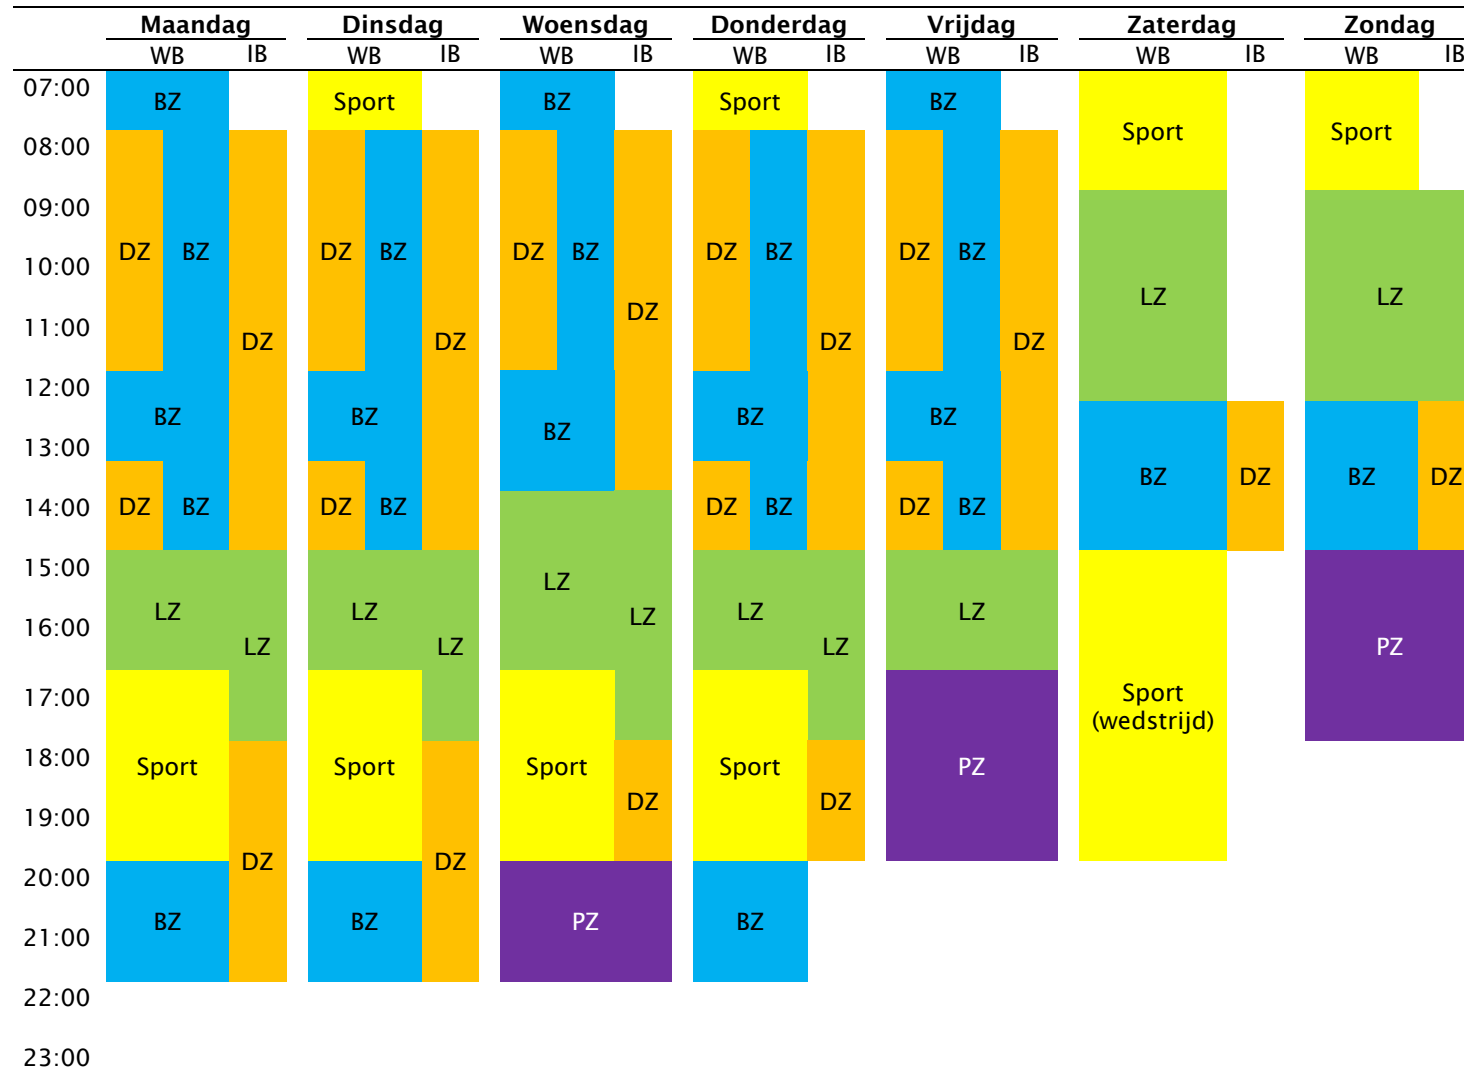 Maandag Dinsdag Woensdag Donderdag Vrijdag Zaterdag Zondag
WB IB WB IB WB IB WB IB WB IB WB IB WB IB
07:00 BZ Sport BZ Sport BZ
08:00 Sport Sport
09:00
DZ BZ DZ BZ DZ BZ DZ BZ DZ BZ
10:00
LZ LZ
DZ
11:00 DZ DZ DZ DZ
12:00
BZ BZ BZ BZ
BZ
13:00
BZ DZ BZ DZ
14:00 DZ BZ DZ BZ DZ BZ DZ BZ
15:00
LZ
LZ LZ LZ LZ
16:00 LZ
LZ LZ LZ PZ
17:00 Sport
(wedstrijd)
18:00 Sport Sport Sport Sport PZ
DZ DZ
19:00
DZ DZ
20:00
BZ BZ PZ BZ
21:00
22:00
23:00